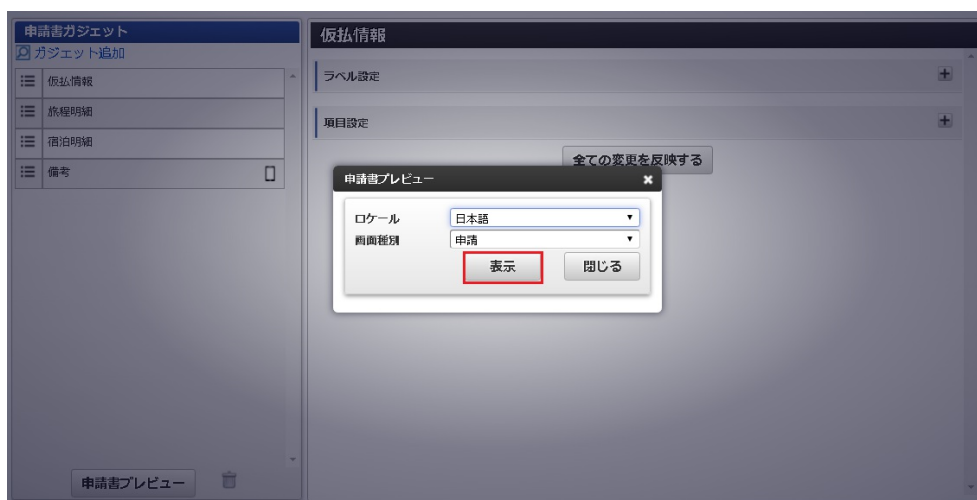 申請書ガジェット
ガジェット追加
仮払情報
旅程明細
宿泊明細
備考
申請書プレビュー
仮払情報
ラベル設定
項目設定
全ての変更を反映する
申請書プレビュー
ロケール 日本語
画面種別 申請
表示 閉じる